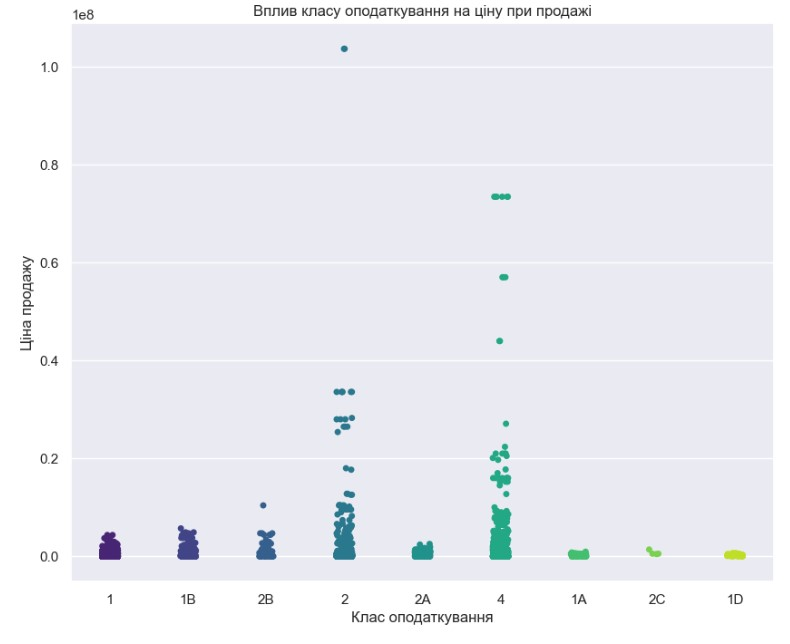 Вплив класу оподаткування на ціну при продажі
1e8
1.0
0.8
0.6
0.4
0.2
0.0
Ціна продажу
1 1B 2B 2 2A 4 1A 2C 1D
Клас оподаткування